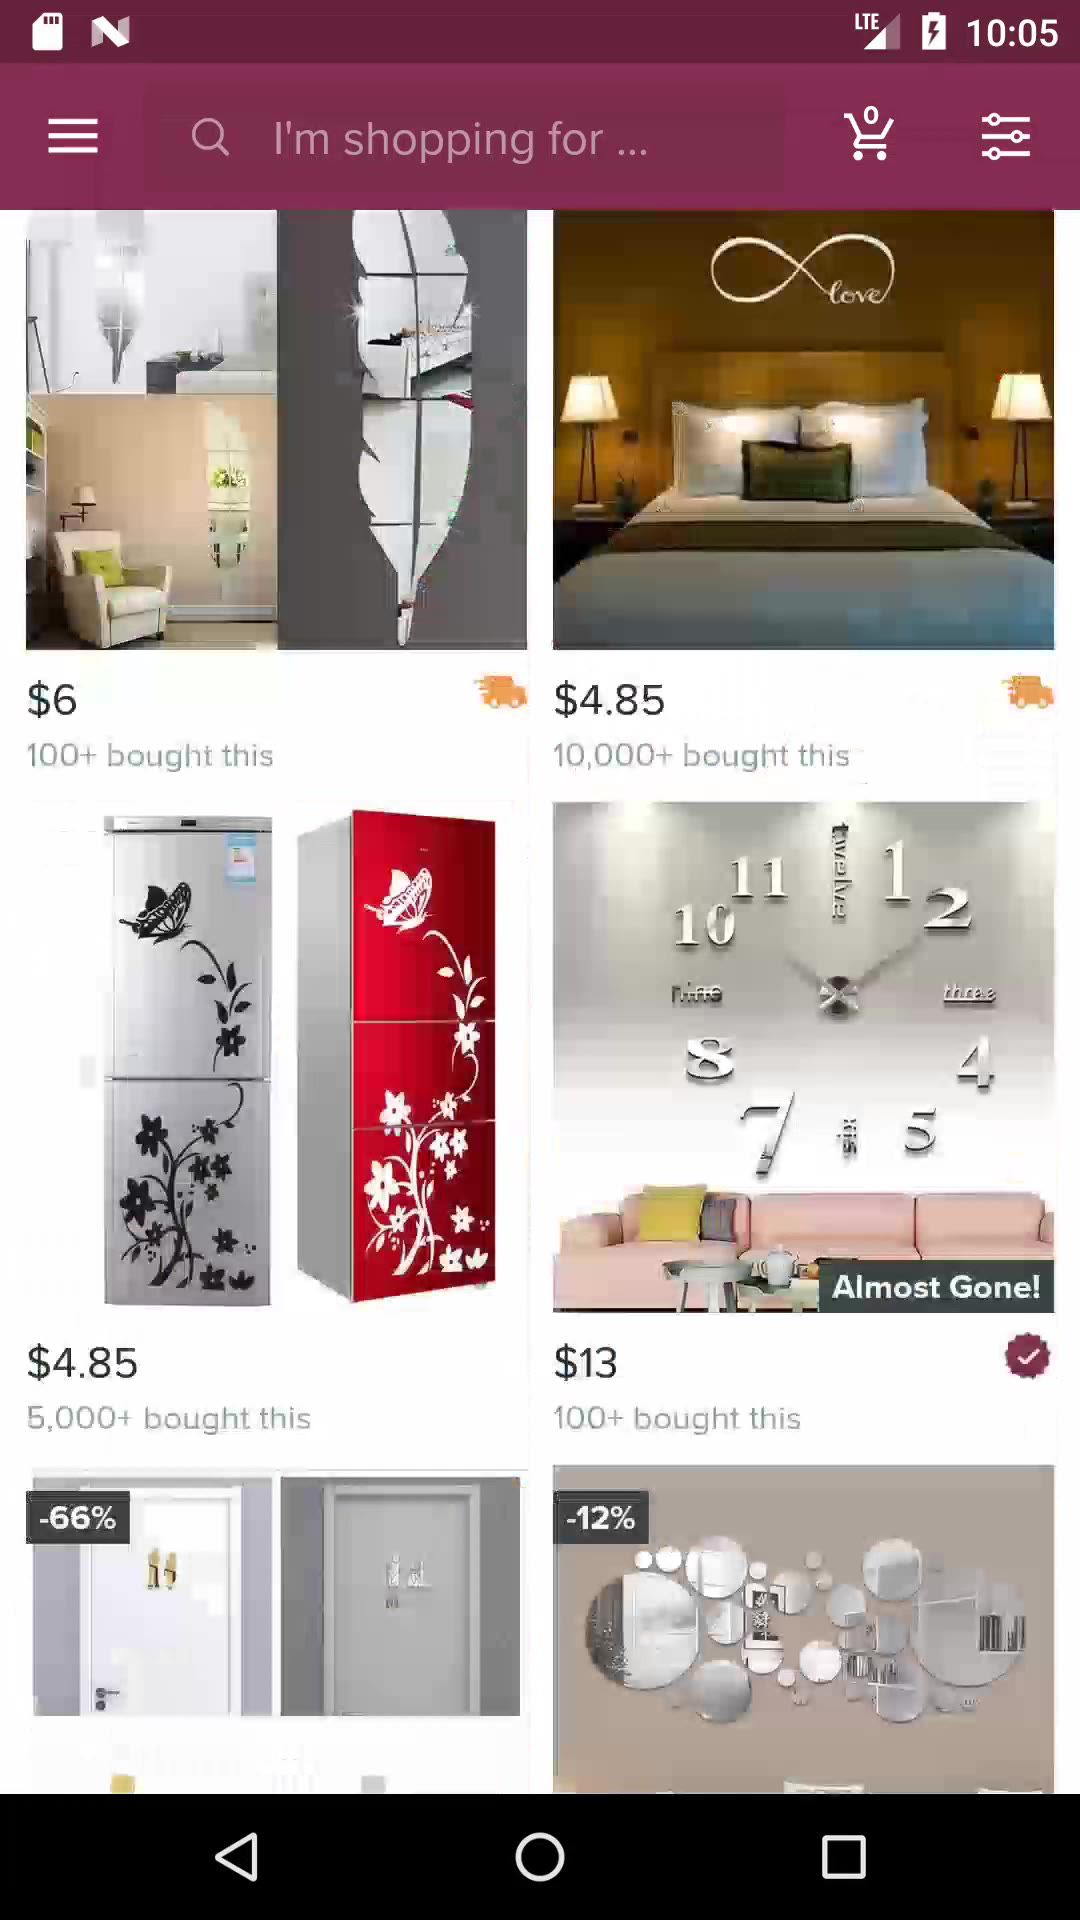 LTE 10:05
I'm shopping for ...
0
love
$6
$4.85
100+ bought this
10,000+ bought this
twelve
11
1
10
2
nine
three
8
4
7
six
5
Almost Gone!
$4.85
$13
5,000+ bought this
100+ bought this
-66%
-12%